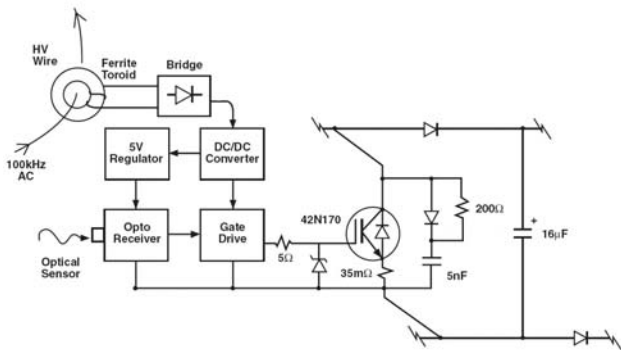 HV
Wire
Ferrite
Toroid
Bridge
100kHz
AC
5V
Regulator
DC/DC
Converter
Opto
Receiver
Gate
Drive
Optical
Sensor
5Ω
42N170
35mΩ
200Ω
5nF
+
16μF